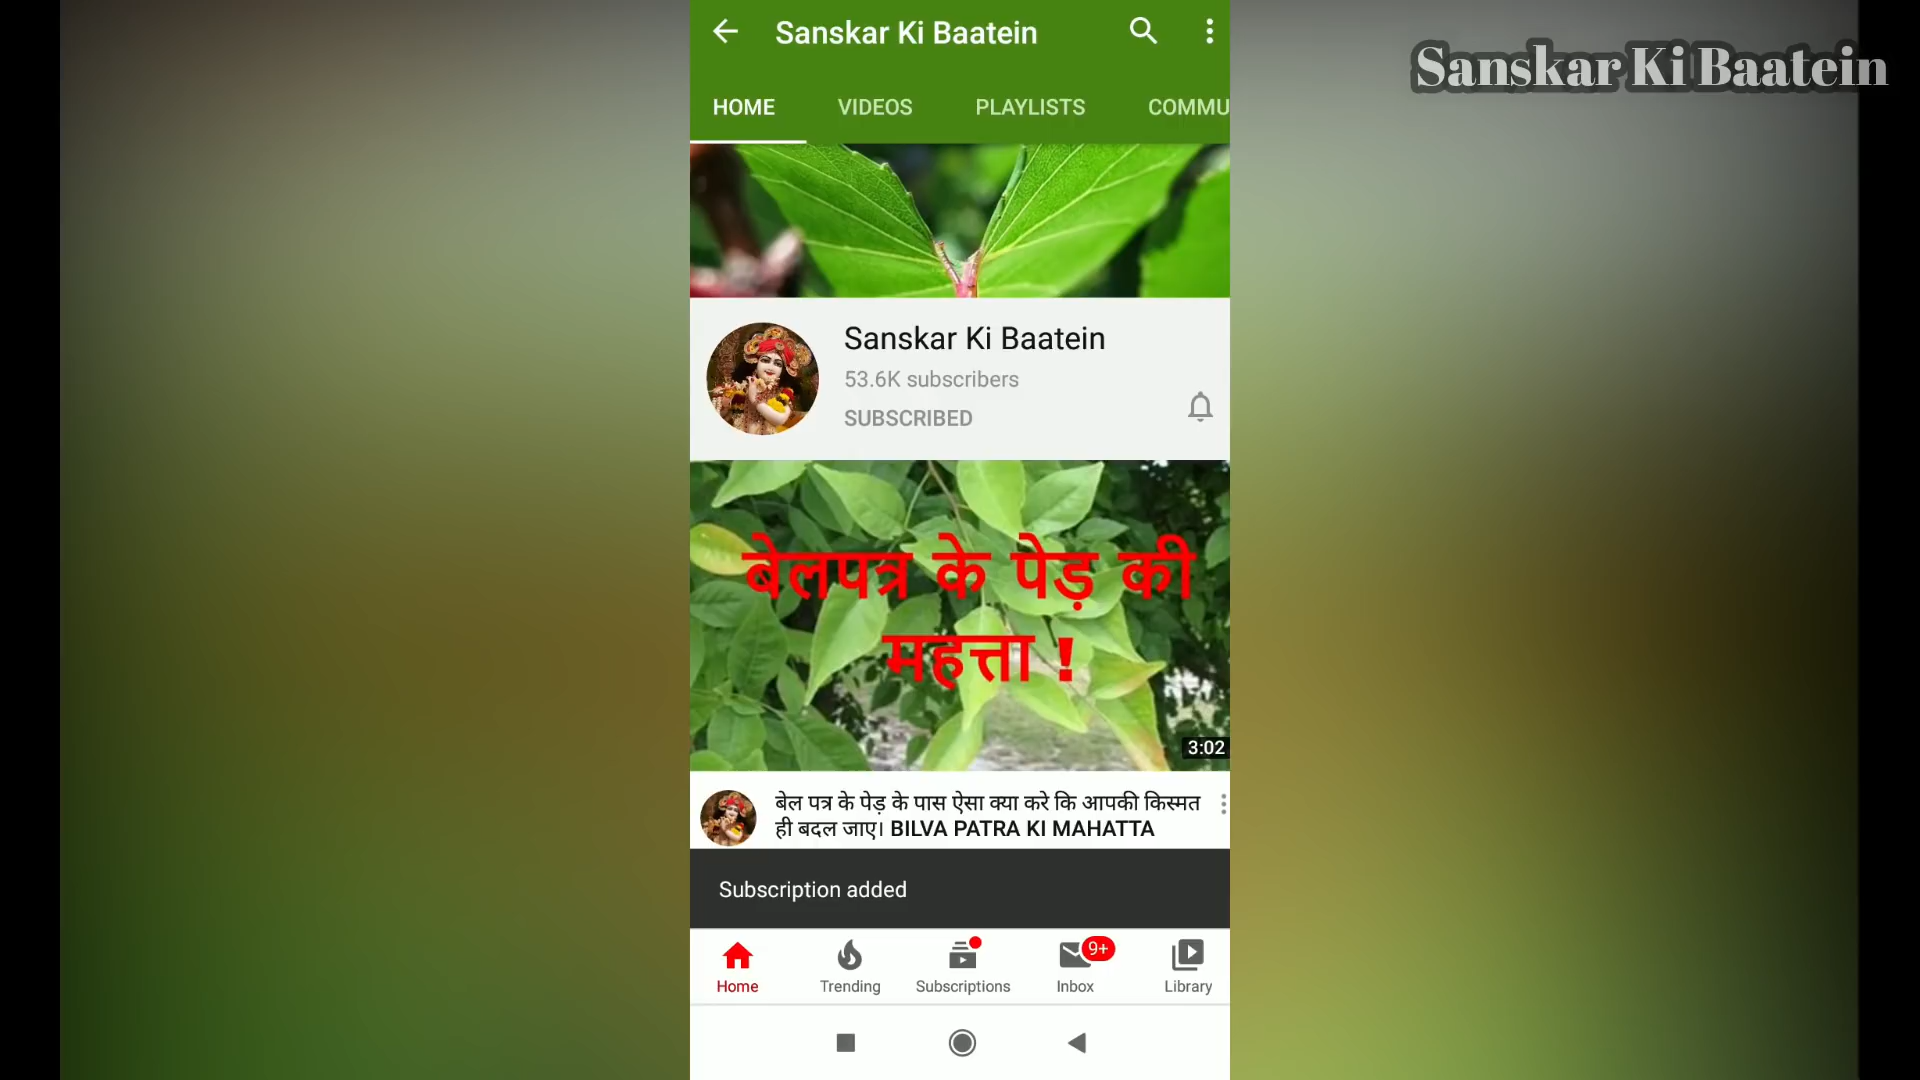 Sanskar Ki Baatein
Sanskar Ki Baatein
HOME VIDEOS PLAYLISTS COMMU
Sanskar Ki Baatein
53.6K subscribers
SUBSCRIBED
बेलपत्र के पेड़ की
महत्ता !
3:02
बेल पत्र के पेड़ के पास ऐसा क्या करे कि आपकी किस्मत
ही बदल जाए। BILVA PATRA KI MAHATTA
Subscription added
9+
Home Trending Subscriptions Inbox Library